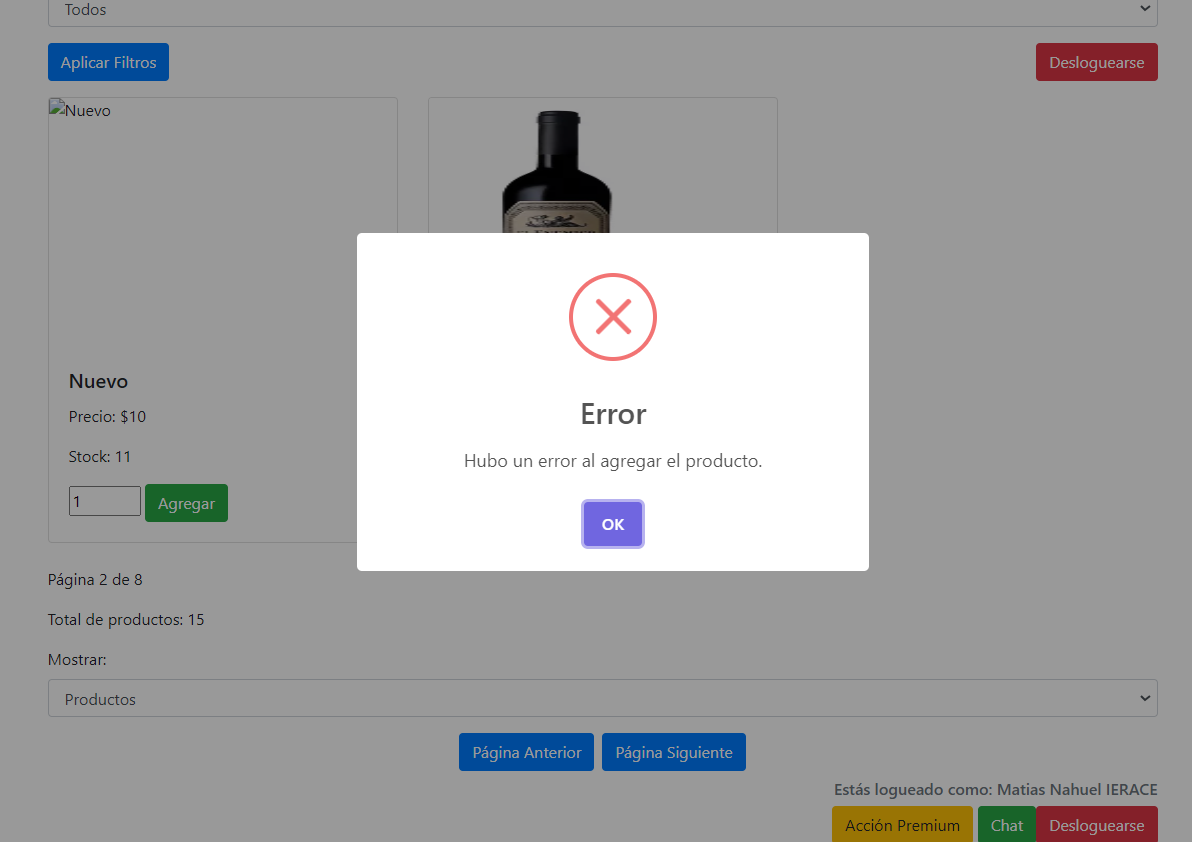 Todos
Aplicar Filtros
Desloguearse
Nuevo
Nuevo
Precio: $10
Stock: 11
1
Agregar
Error
Hubo un error al agregar el producto.
OK
Página 2 de 8
Total de productos: 15
Mostrar:
Productos
Página Anterior
Página Siguiente
Estás logueado como: Matias Nahuel IERACE
Acción Premium
Chat
Desloguearse